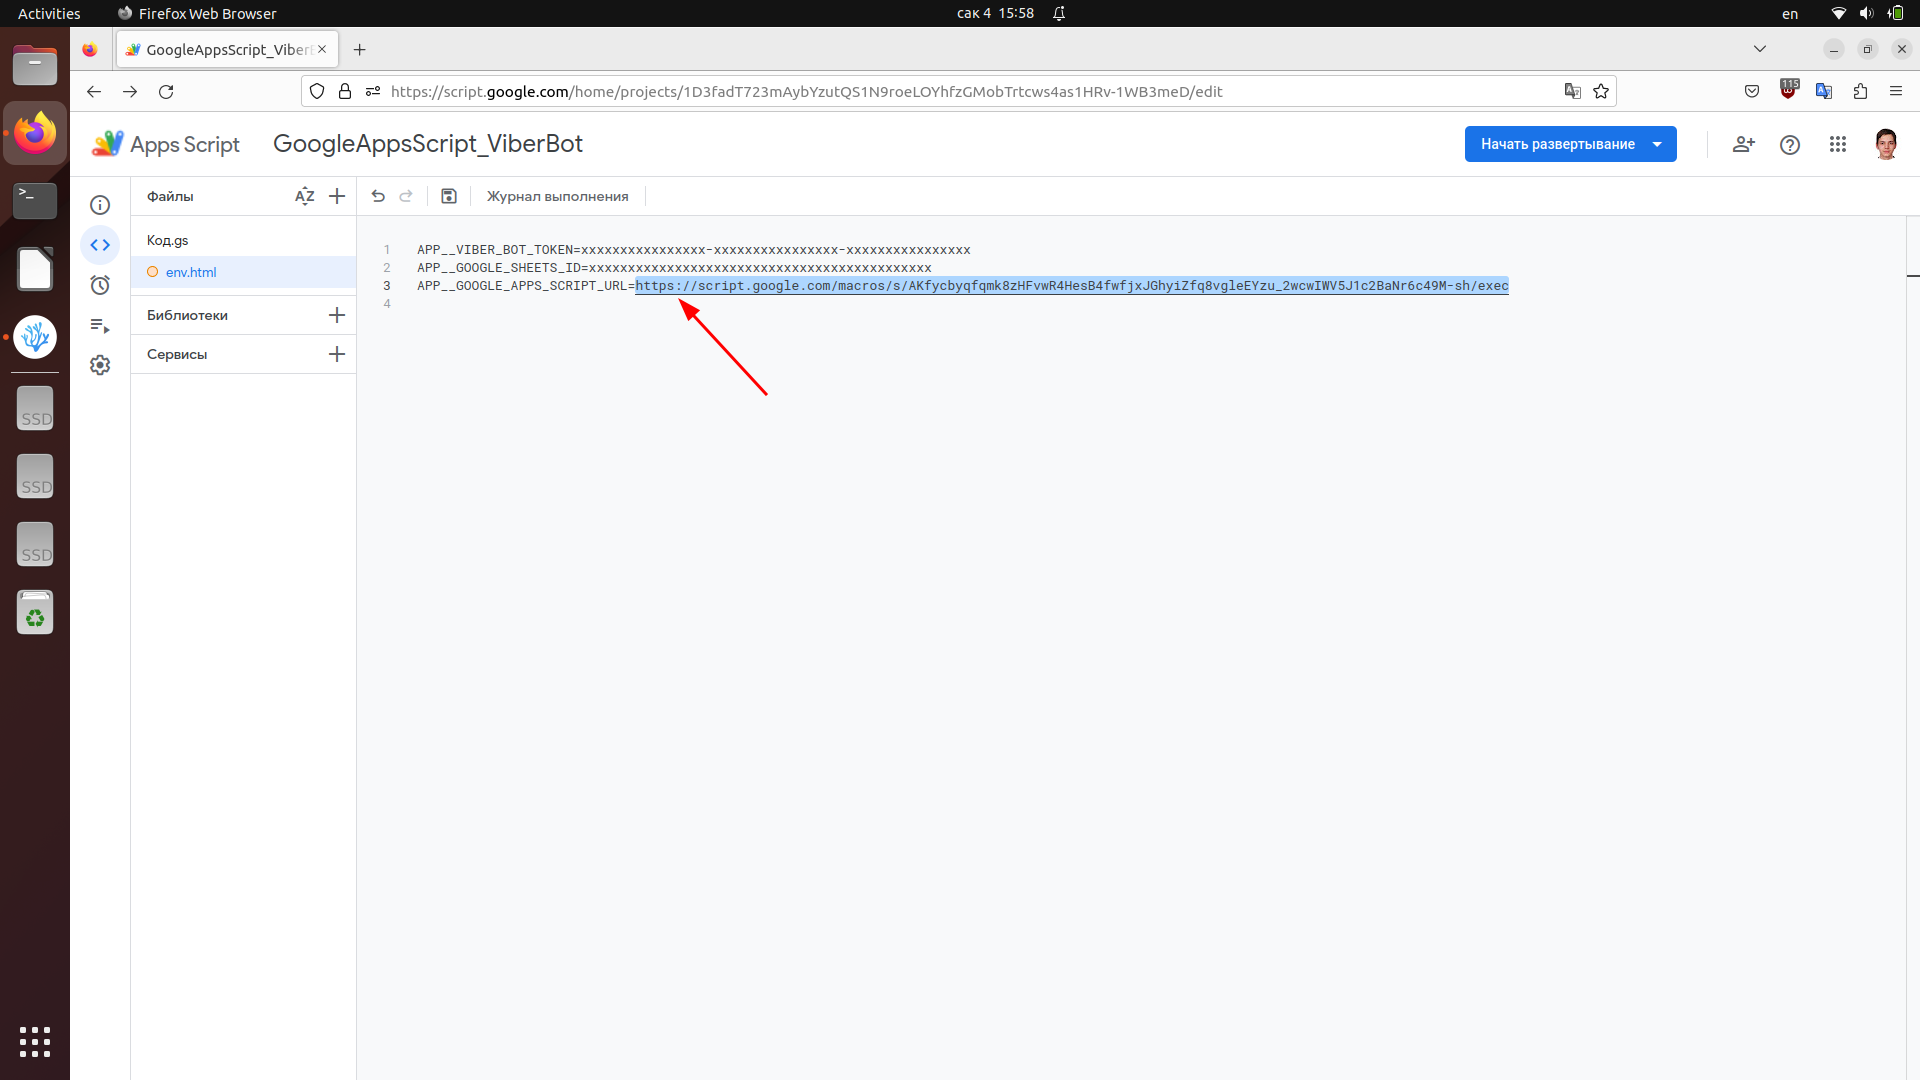 Activities
Firefox Web Browser
сак 4 15:58
en
GoogleAppsScript_Viber
https://script.google.com/home/projects/1D3fadT723mAybYzutQS1N9roeLOYhfzGMobTrtcws4as1HRv-1WB3meD/edit
115
Apps Script
GoogleAppsScript_ViberBot
Начать развертывание
Файлы
AZ
Журнал выполнения
Код.gs
env.html
Библиотеки
Сервисы
1 APP__VIBER_BOT_TOKEN=xxxxxxxxxxxxxxxx-xxxxxxxxxxxxxxxx-xxxxxxxxxxxxxxxx
2 APP__GOOGLE_SHEETS_ID=xxxxxxxxxxxxxxxxxxxxxxxxxxxxxxxxxxxxxxxxxxxx
3 APP__GOOGLE_APPS_SCRIPT_URL=https://script.google.com/macros/s/AKfycbyqfqmk8zHFvwR4HesB4fwfjxJGhyiZfq8vgleEYzu_2wcwIWV5J1c2BaNr6c49M-sh/exec
4
SSD
SSD
SSD